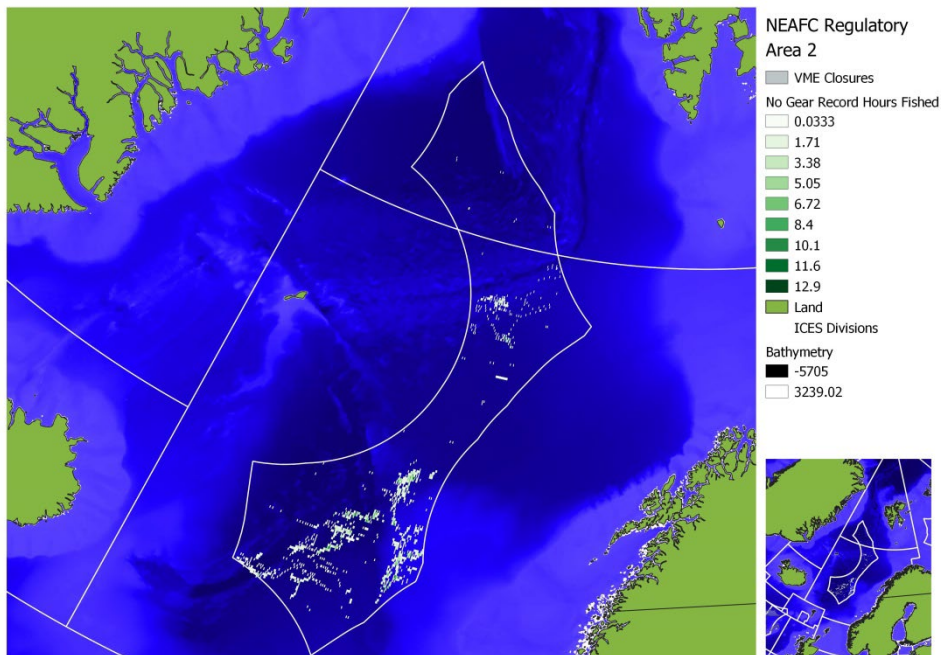 NEAFC Regulatory
Area 2
VME Closures
No Gear Record Hours Fished
0.0333
1.71
3.38
5.05
6.72
8.4
10.1
11.6
12.9
Land
ICES Divisions
Bathymetry
-5705
3239.02